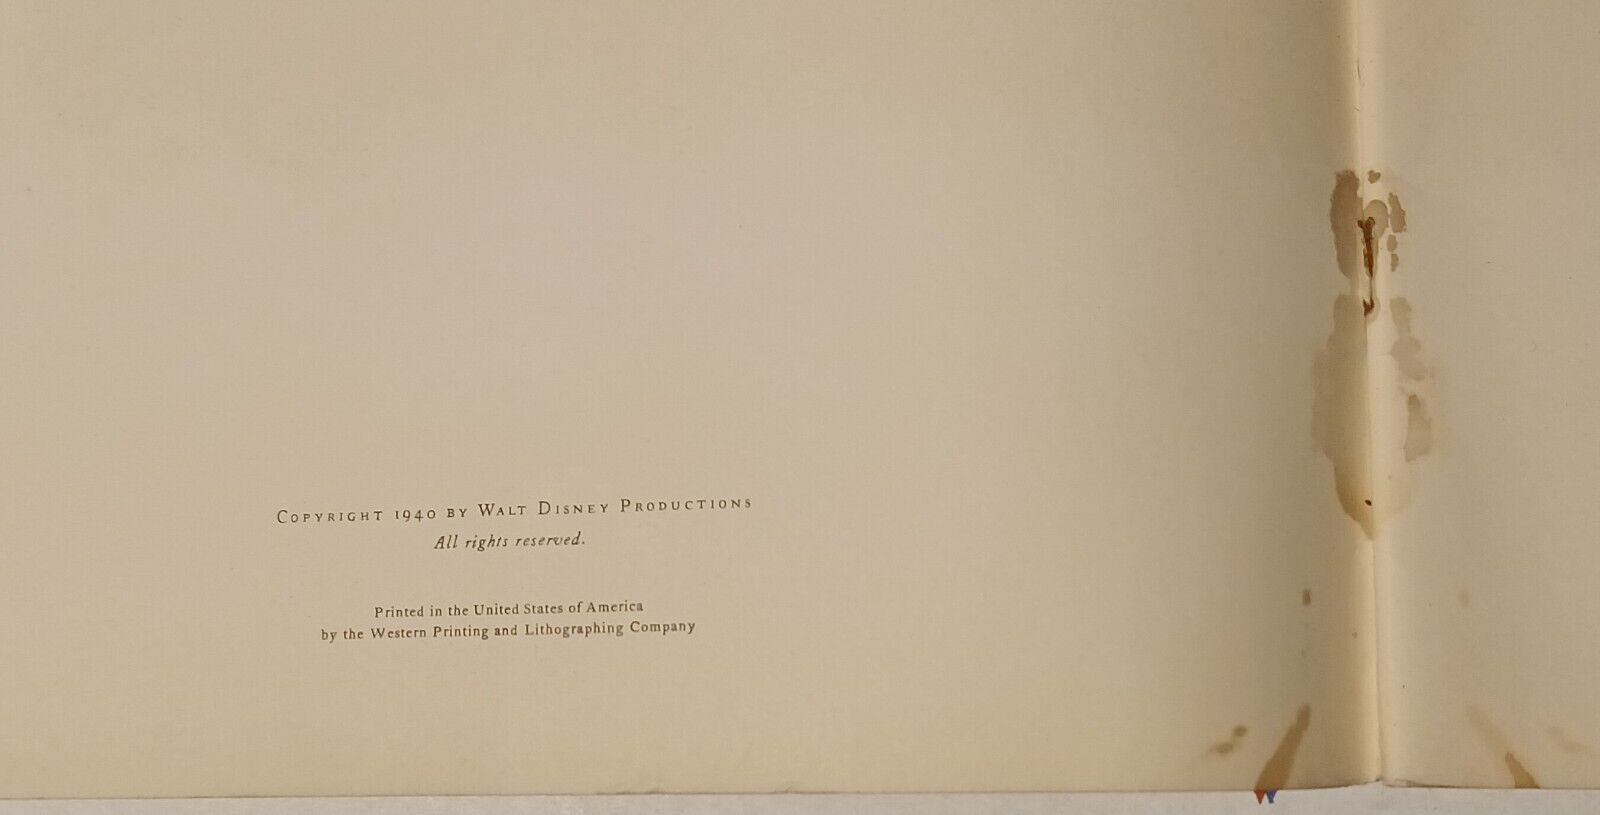 Copyright 1940 by Walt Disney Productions
All rights reserved.
Printed in the United States of America
by the Western Printing and Lithographing Company